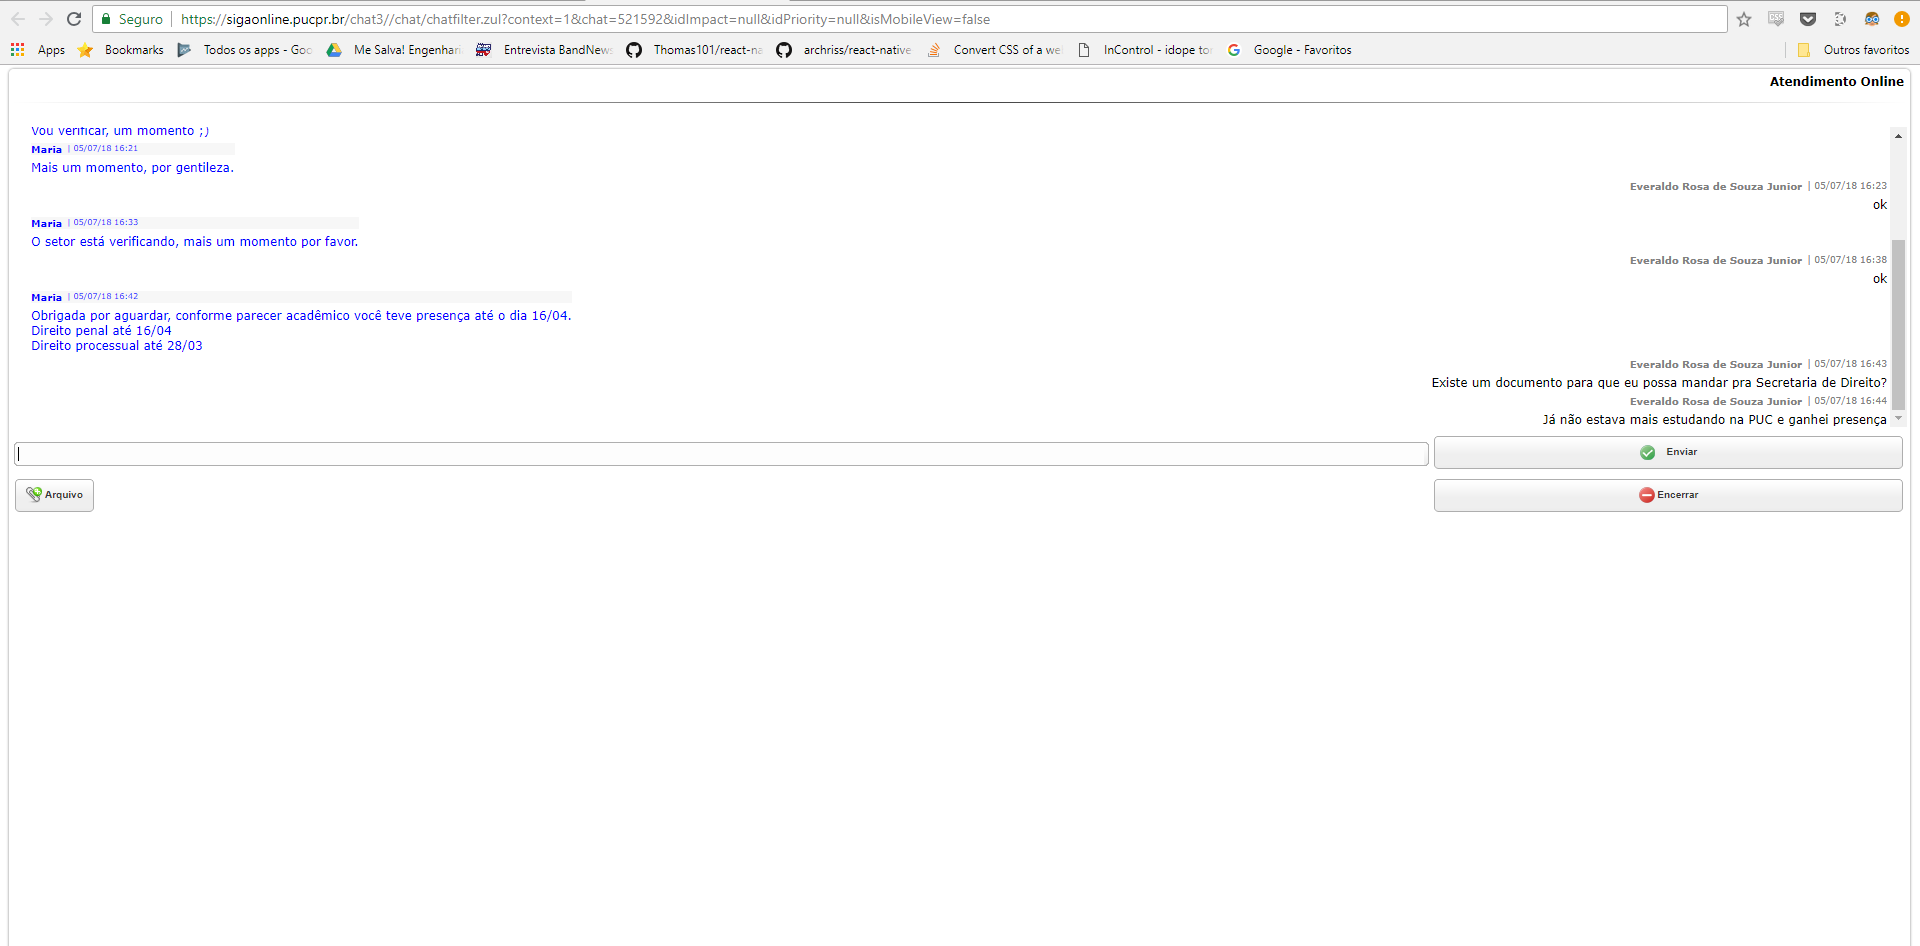 Seguro
https://sigaonline.pucpr.br/chat3//chat/chatfilter.zul?context=1&chat=521592&idImpact=null&idPriority=null&isMobileView=false
Apps Bookmarks Todos os apps - Goo Me Salva! Engenhari Entrevista BandNews Thomas101/react-na archriss/react-native Convert CSS of a we InControl - idope tor Google - Favoritos Outros favoritos
Atendimento Online
Vou verificar, um momento ;)
Maria | 05/07/18 16:21
Mais um momento, por gentileza.
Everaldo Rosa de Souza Junior | 05/07/18 16:23
ok
Maria | 05/07/18 16:33
O setor está verificando, mais um momento por favor.
Everaldo Rosa de Souza Junior | 05/07/18 16:38
ok
Maria | 05/07/18 16:42
Obrigada por aguardar, conforme parecer acadêmico você teve presença até o dia 16/04.
Direito penal até 16/04
Direito processual até 28/03
Everaldo Rosa de Souza Junior | 05/07/18 16:43
Existe um documento para que eu possa mandar pra Secretaria de Direito?
Everaldo Rosa de Souza Junior | 05/07/18 16:44
Já não estava mais estudando na PUC e ganhei presença
Enviar
Arquivo
Encerrar